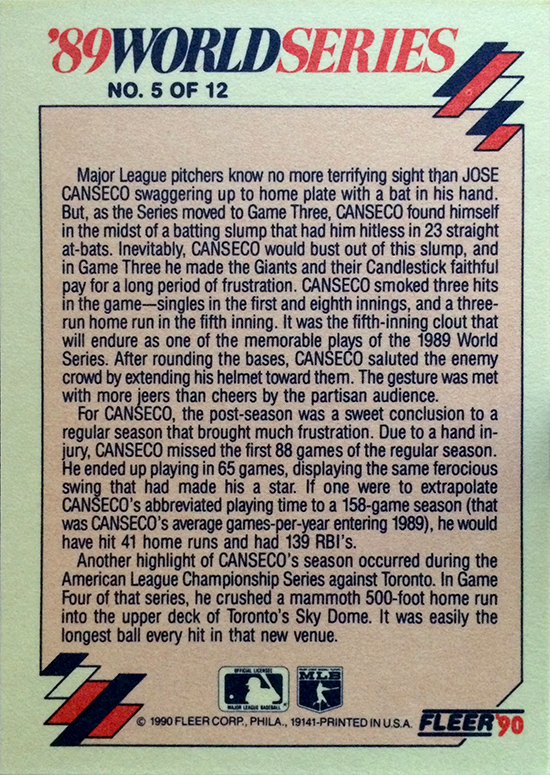 '89 WORLD SERIES
NO. 5 OF 12
Major League pitchers know no more terrifying sight than JOSE
CANSECO swaggering up to home plate with a bat in his hand.
But, as the Series moved to Game Three, CANSECO found himself
in the midst of a batting slump that had him hitless in 23 straight
at-bats. Inevitably, CANSECO would bust out of this slump, and
in Game Three he made the Giants and their Candlestick faithful
pay for a long period of frustration. CANSECO smoked three hits
in the game—singles in the first and eighth innings, and a three-
run home run in the fifth inning. It was the fifth-inning clout that
will endure as one of the memorable plays of the 1989 World
Series. After rounding the bases, CANSECO saluted the enemy
crowd by extending his helmet toward them. The gesture was met
with more jeers than cheers by the partisan audience.
For CANSECO, the post-season was a sweet conclusion to a
regular season that brought much frustration. Due to a hand in-
jury, CANSECO missed the first 88 games of the regular season.
He ended up playing in 65 games, displaying the same ferocious
swing that had made his a star. If one were to extrapolate
CANSECO's abbreviated playing time to a 158-game season (that
was CANSECO's average games-per-year entering 1989), he would
have hit 41 home runs and had 139 RBI's.
Another highlight of CANSECO's season occurred during the
American League Championship Series against Toronto. In Game
Four of that series, he crushed a mammoth 500-foot home run
into the upper deck of Toronto's Sky Dome. It was easily the
longest ball every hit in that new venue.
OFFICIAL LICENSEE
MAJOR LEAGUE BASEBALL
MLB
© 1990 FLEER CORP., PHILA., 19141-PRINTED IN U.S.A.
FLEER '90